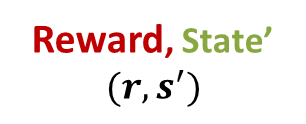 Reward, State’
(r, s′)